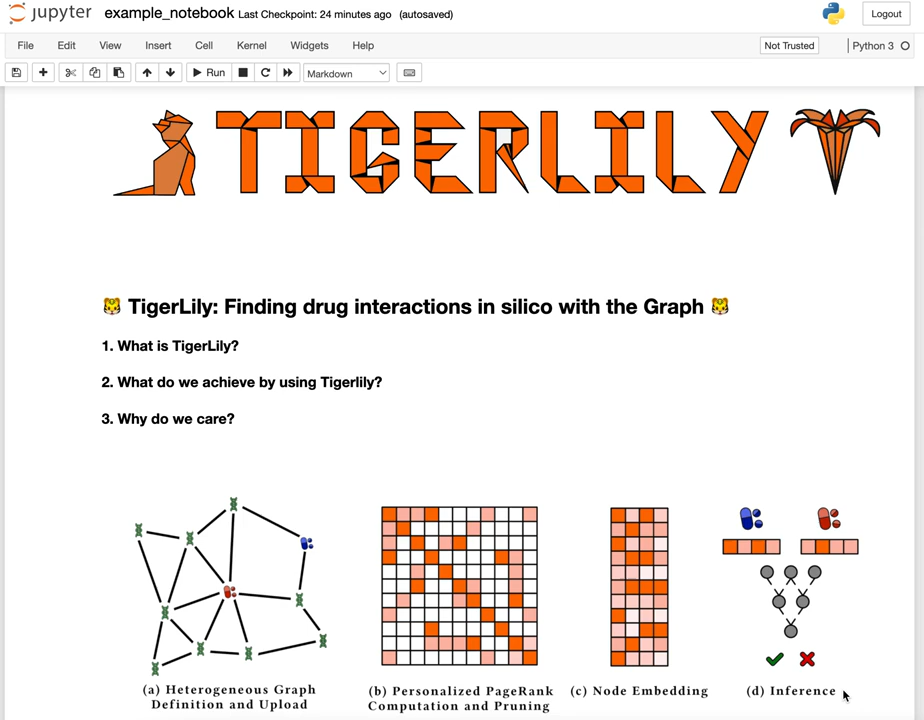 jupyter example_notebook Last Checkpoint: 24 minutes ago (autosaved)
Logout
File Edit View Insert Cell Kernel Widgets Help
Not Trusted
Python 3
Run
Markdown
TIGERLILY
🐯 TigerLily: Finding drug interactions in silico with the Graph 🐯
1. What is TigerLily?
2. What do we achieve by using Tigerlily?
3. Why do we care?
(a) Heterogeneous Graph
Definition and Upload
(b) Personalized PageRank
Computation and Pruning
(c) Node Embedding
(d) Inference